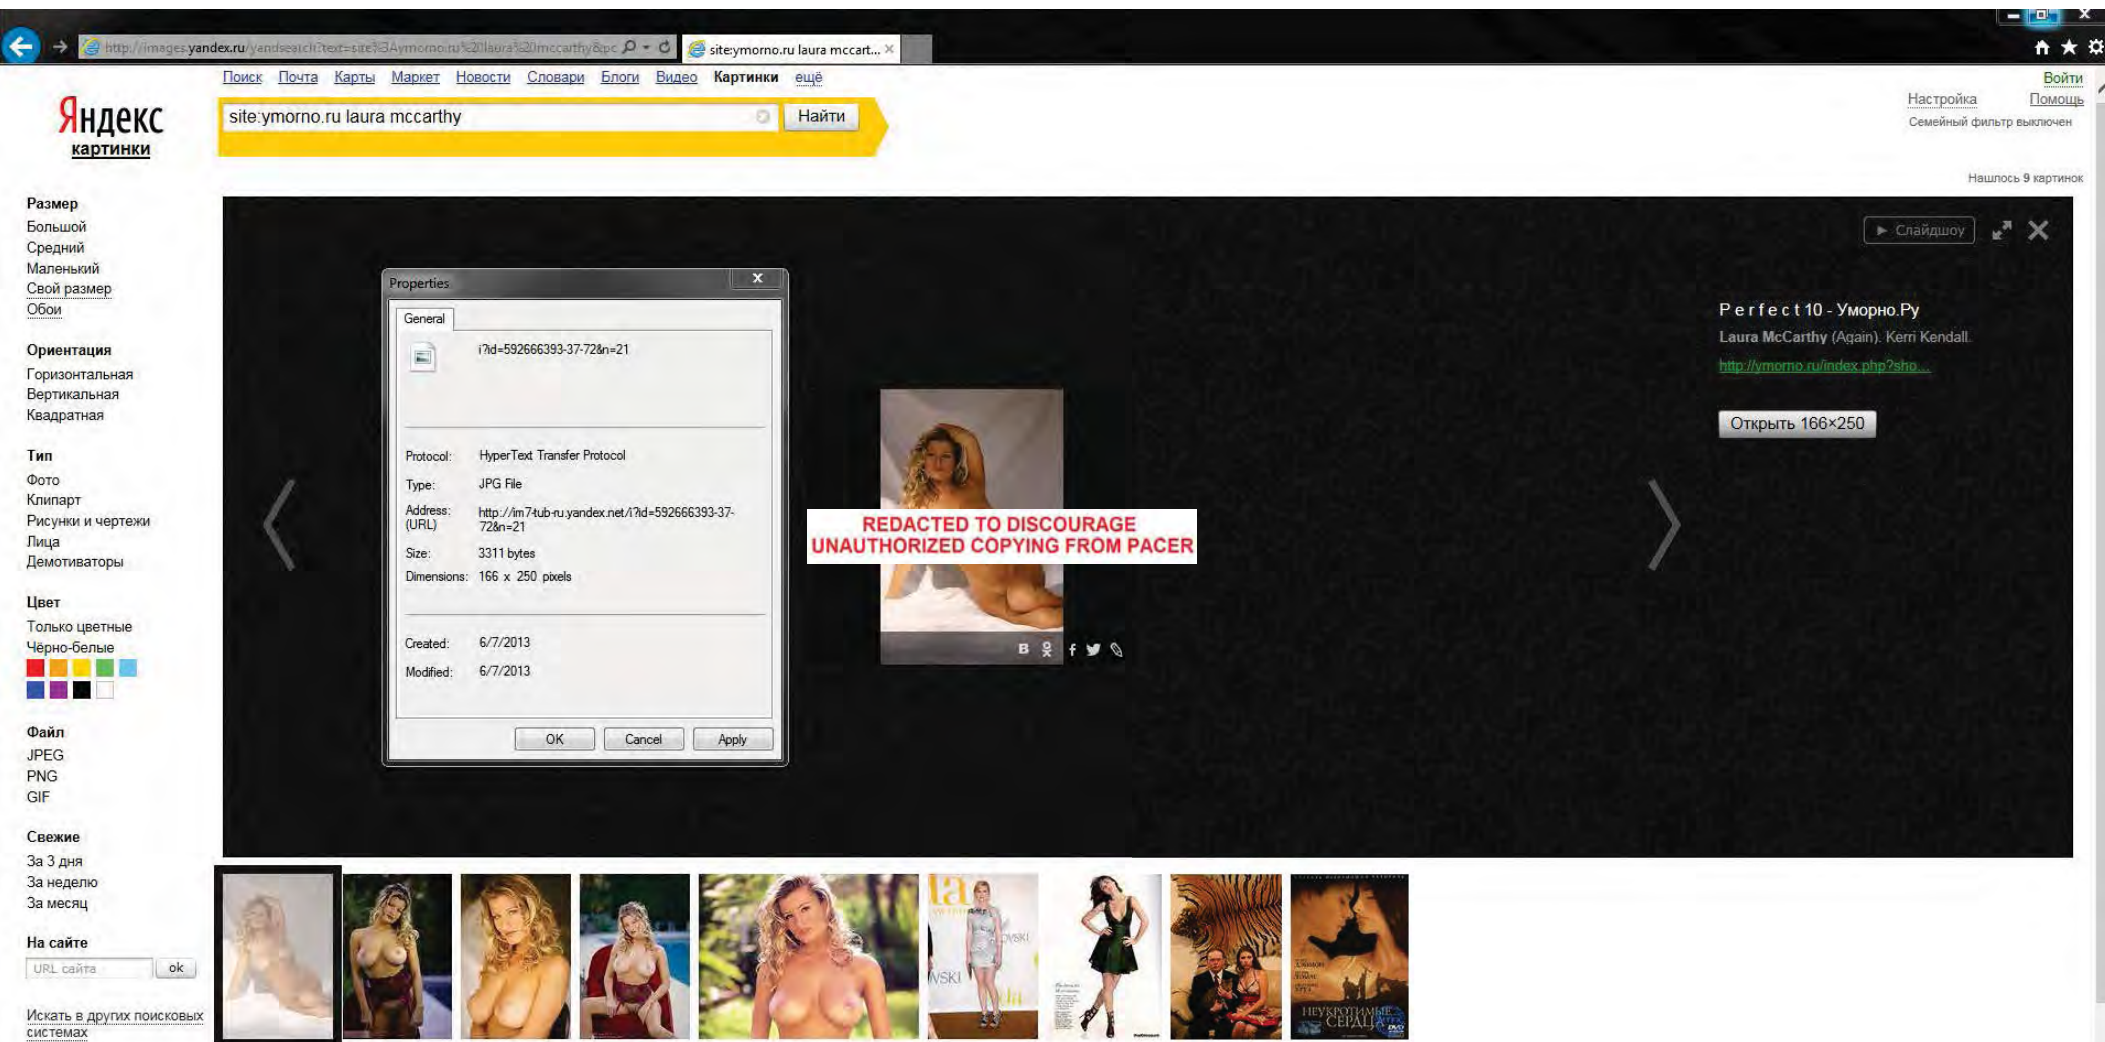 http://images.yandex.ru/yandsearch?text=site%3Aymorno.ru%20laura%20mccarthy&pc
site:ymorno.ru laura mccart...
Поиск Почта Карты Маркет Новости Словари Блоги Видео Картинки ещё
Войти
Настройка Помощь
Семейный фильтр выключен
Яндекс
картинки
site:ymorno.ru laura mccarthy
Найти
Нашлось 9 картинок
Размер
Большой
Средний
Маленький
Свой размер
Обои
Ориентация
Горизонтальная
Вертикальная
Квадратная
Тип
Фото
Клипарт
Рисунки и чертежи
Лица
Демотиваторы
Цвет
Только цветные
Чёрно-белые
Файл
JPEG
PNG
GIF
Свежие
За 3 дня
За неделю
За месяц
На сайте
URL сайта
ok
Искать в других поисковых
системах
Properties
General
i?id=592666393-37-72&n=21
Protocol: HyperText Transfer Protocol
Type: JPG File
Address: http://im7-tub-ru.yandex.net/i?id=592666393-37-
(URL) 72&n=21
Size: 3311 bytes
Dimensions: 166 x 250 pixels
Created: 6/7/2013
Modified: 6/7/2013
OK Cancel Apply
REDACTED TO DISCOURAGE
UNAUTHORIZED COPYING FROM PACER
Слайдшоу
P e r f e c t 10 - Уморно.Ру
Laura McCarthy (Again). Kerri Kendall.
http://ymorno.ru/index.php?sho...
Открыть 166×250
НЕУКРОТИМЫЕ
СЕРДЦА
DVD